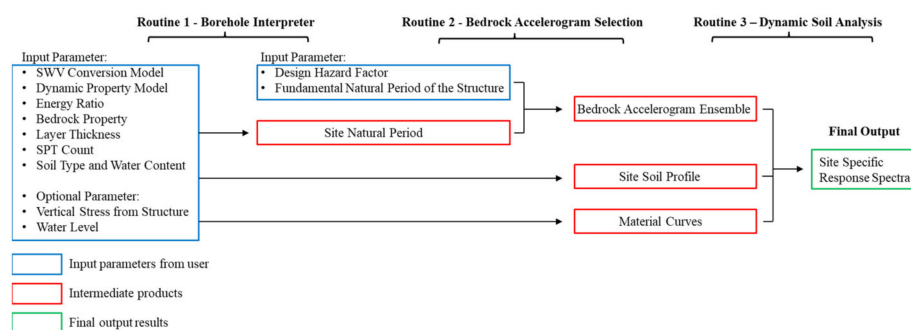 Routine 1 - Borehole Interpreter
Routine 2 - Bedrock Accelerogram Selection
Routine 3 – Dynamic Soil Analysis
Input Parameter:
• SWV Conversion Model
• Dynamic Property Model
• Energy Ratio
• Bedrock Property
• Layer Thickness
• SPT Count
• Soil Type and Water Content
• Optional Parameter:
• Vertical Stress from Structure
• Water Level
Input Parameter:
• Design Hazard Factor
• Fundamental Natural Period of the Structure
Site Natural Period
Bedrock Accelerogram Ensemble
Site Soil Profile
Material Curves
Final Output
Site Specific
Response Spectra
Input parameters from user
Intermediate products
Final output results